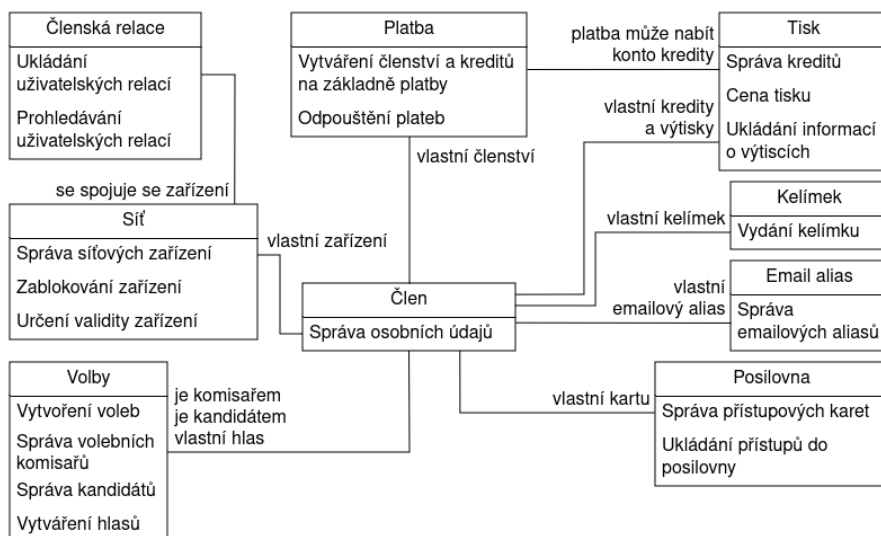 Členská relace
Ukládání
uživatelských relací
Prohledávání
uživatelských relací
Platba
Vytváření členství a kreditů
na základně platby
Odpouštění plateb
platba může nabít
konto kredity
Tisk
Správa kreditů
Cena tisku
Ukládání informací
o výtiscích
vlastní kredity
a výtisky
vlastní členství
se spojuje se zařízení
Síť
Správa síťových zařízení
Zablokování zařízení
Určení validity zařízení
vlastní zařízení
Člen
Správa osobních údajů
vlastní kelímek
Kelímek
Vydání kelímku
vlastní
emailový alias
Email alias
Správa
emailových aliasů
Volby
Vytvoření voleb
Správa volebních
komisařů
Správa kandidátů
Vytváření hlasů
je komisařem
je kandidátem
vlastní hlas
vlastní kartu
Posilovna
Správa přístupových karet
Ukládání přístupů do
posilovny